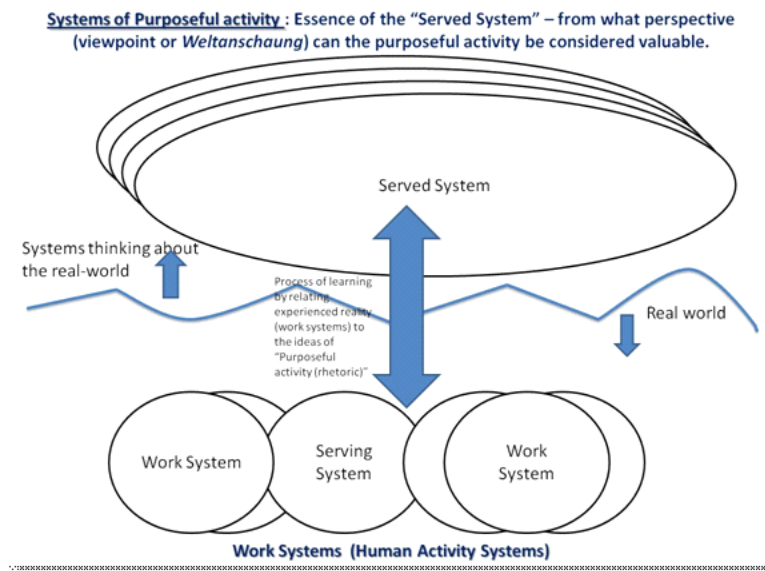 Systems of Purposeful activity : Essence of the “Served System” – from what perspective
(viewpoint or Weltanschaung) can the purposeful activity be considered valuable.
Served System
Systems thinking about
the real-world
Process of learning
by relating
experienced reality
(work systems) to
the ideas of
“Purposeful
activity (rhetoric)”
Real world
Work System
Serving
System
Work
System
Work Systems (Human Activity Systems)